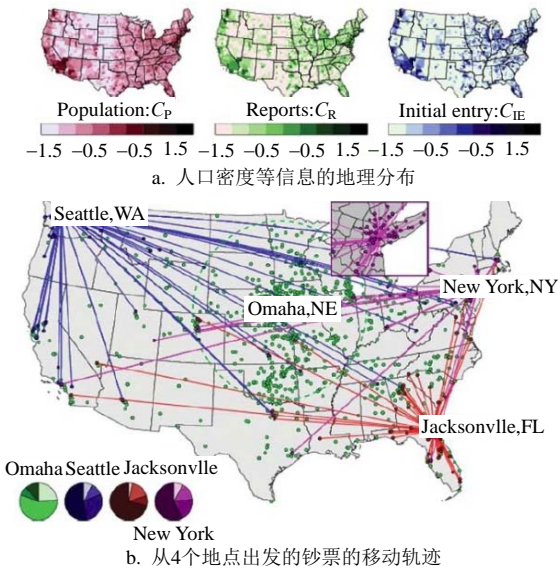 Population:CP Reports:CR Initial entry:CIE
−1.5 −0.5 0.5 1.5 −1.5 −0.5 0.5 1.5 −1.5 −0.5 0.5 1.5
a. 人口密度等信息的地理分布
Seattle,WA
New York,NY
Omaha,NE
Jacksonvlle,FL
Omaha Seattle Jacksonvlle
New York
b. 从4个地点出发的钞票的移动轨迹